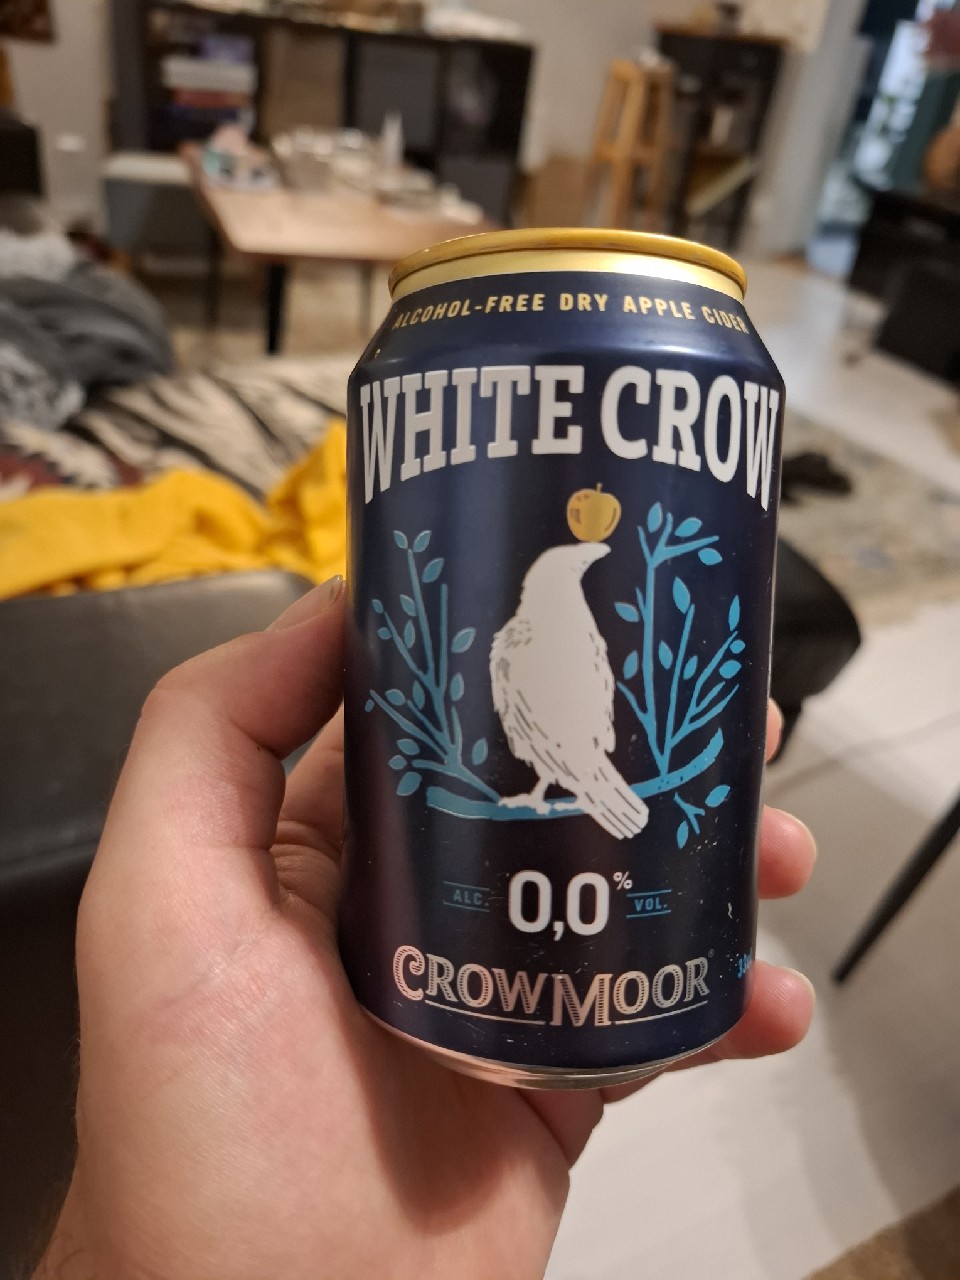 ALCOHOL-FREE DRY APPLE CIDER
WHITE CROW
ALC. 0,0% VOL.
CROWMOOR®